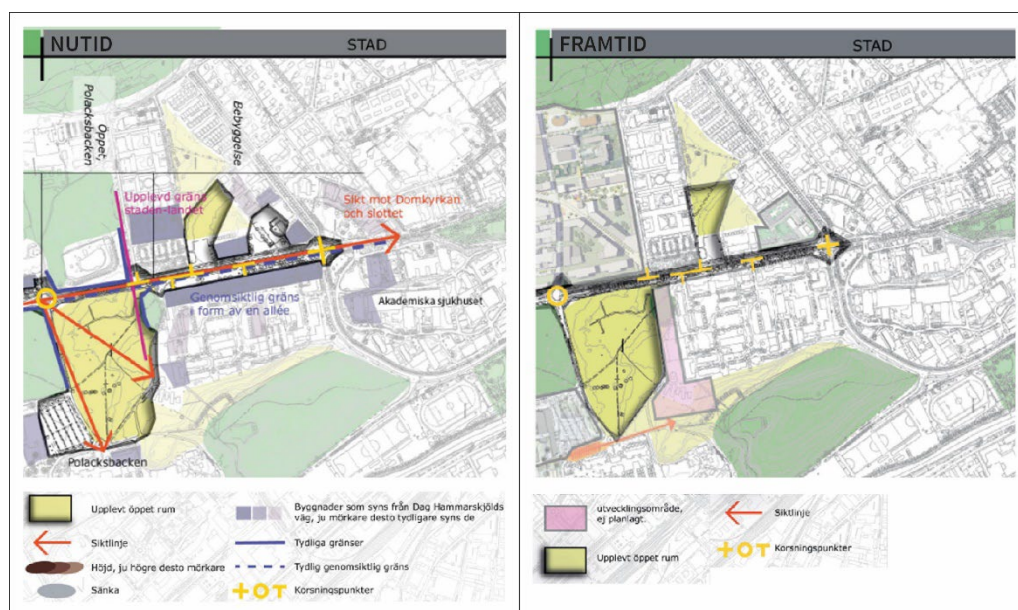 NUTID
STAD
Öppet,
Polacksbacken
Bebyggelse
Upplevd gräns
staden-landet
Sikt mot Domkyrkan
och slottet
Genomsiktlig gräns
i form av en allée
Akademiska sjukhuset
Polacksbacken
Upplevt öppet rum
Siktlinje
Höjd, ju högre desto mörkare
Sänka
Byggnader som syns från Dag Hammarskjölds
väg, ju mörkare desto tydligare syns de
Tydliga gränser
Tydlig genomsiktlig gräns
Korsningspunkter
FRAMTID
STAD
utvecklingsområde,
ej planlagt.
Upplevt öppet rum
Siktlinje
Korsningspunkter